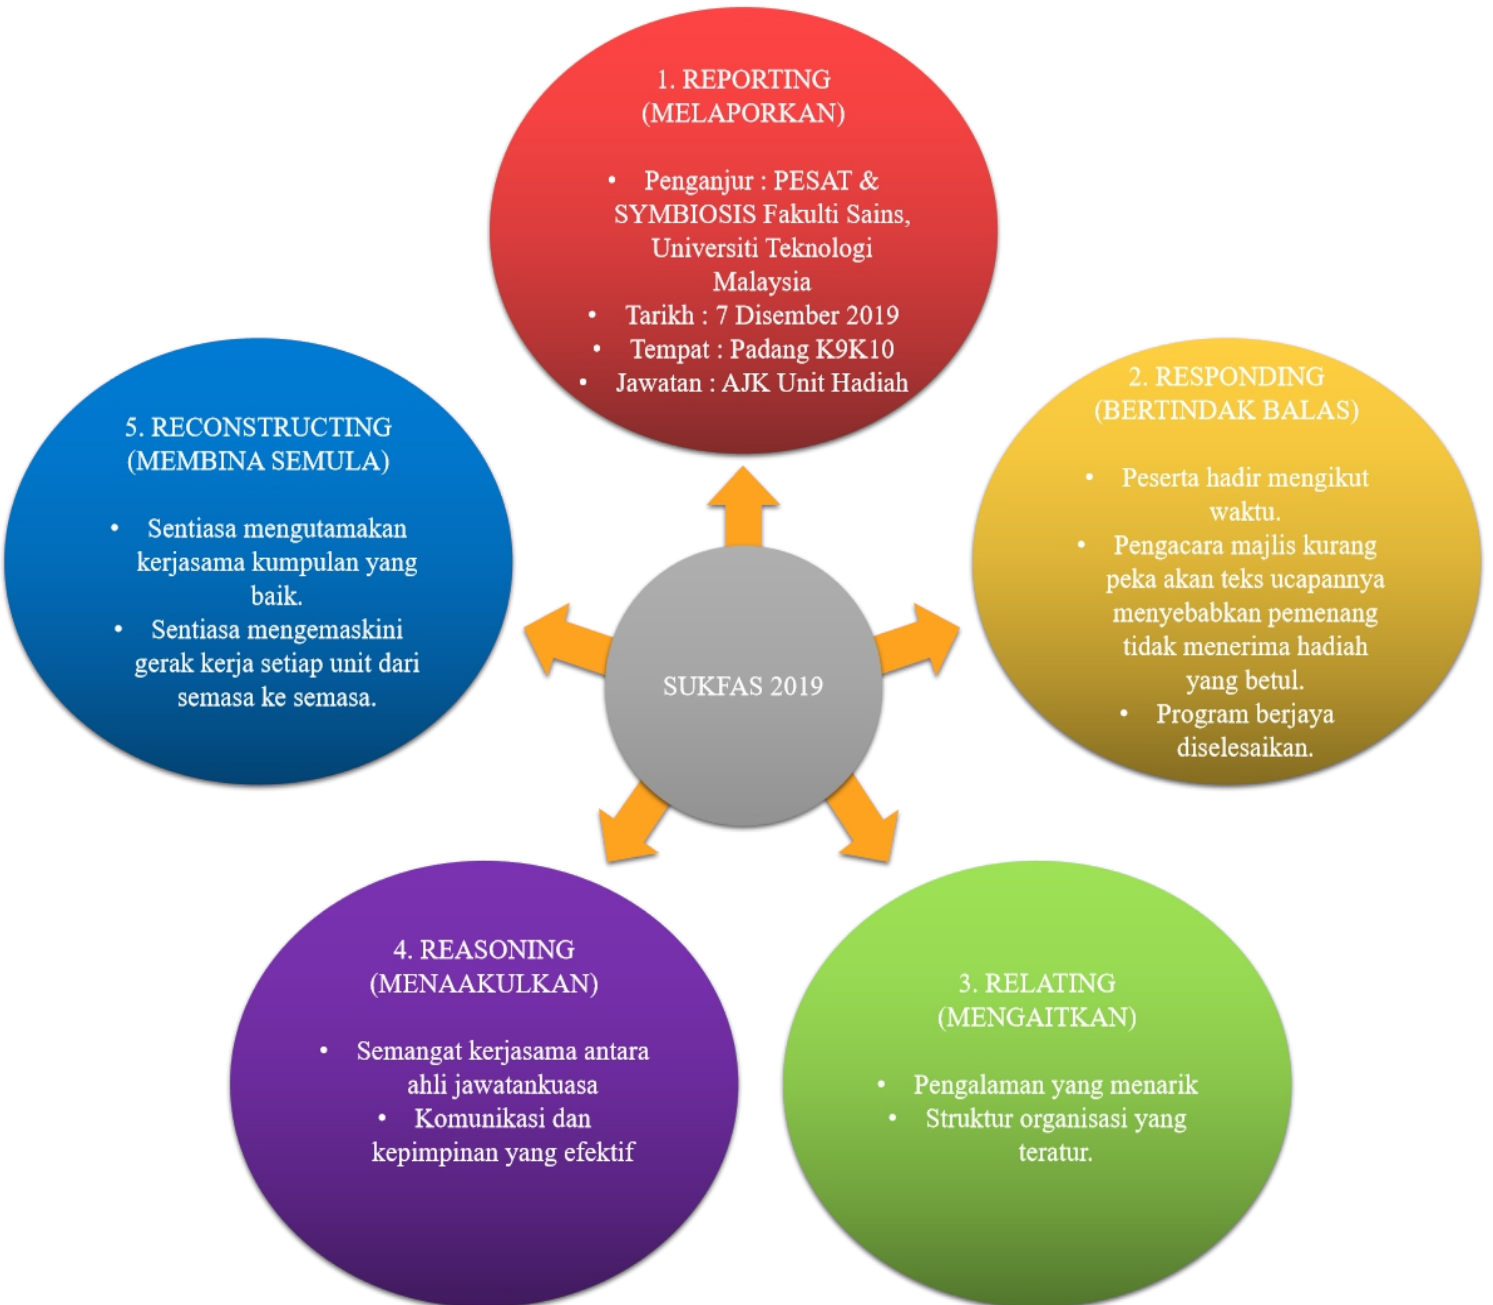 1. REPORTING
(MELAPORKAN)
• Penganjur : PESAT &
SYMBIOSIS Fakulti Sains,
Universiti Teknologi
Malaysia
• Tarikh : 7 Disember 2019
• Tempat : Padang K9K10
• Jawatan : AJK Unit Hadiah
2. RESPONDING
(BERTINDAK BALAS)
• Peserta hadir mengikut
waktu.
• Pengacara majlis kurang
peka akan teks ucapannya
menyebabkan pemenang
tidak menerima hadiah
yang betul.
• Program berjaya
diselesaikan.
3. RELATING
(MENGAITKAN)
• Pengalaman yang menarik
• Struktur organisasi yang
teratur.
4. REASONING
(MENAAKULKAN)
• Semangat kerjasama antara
ahli jawatankuasa
• Komunikasi dan
kepimpinan yang efektif
5. RECONSTRUCTING
(MEMBINA SEMULA)
• Sentiasa mengutamakan
kerjasama kumpulan yang
baik.
• Sentiasa mengemaskini
gerak kerja setiap unit dari
semasa ke semasa.
SUKFAS 2019